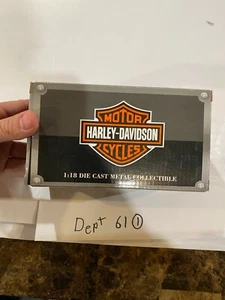 MOTOR
HARLEY-DAVIDSON
CYCLES
1:18 DIE CAST METAL COLLECTIBLE
Dept 61 ①